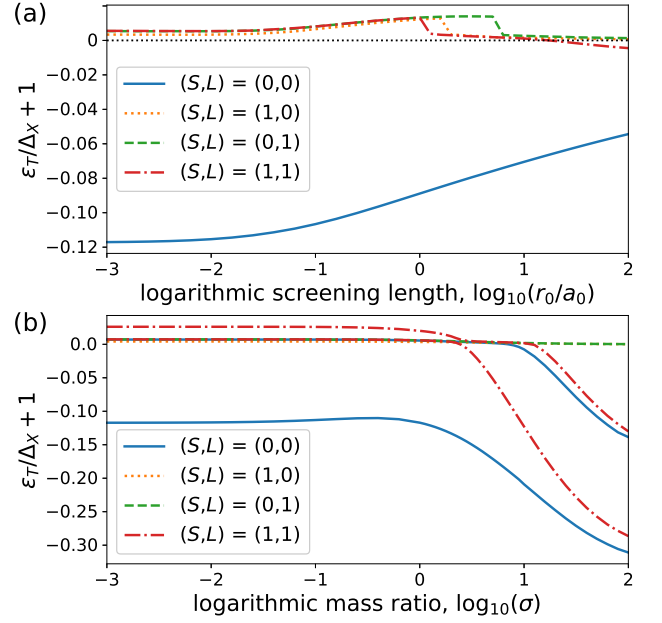 (a)
0
−0.02
−0.04
−0.06
−0.08
−0.10
−0.12
ε_T/Δ_X + 1
(S,L) = (0,0)
(S,L) = (1,0)
(S,L) = (0,1)
(S,L) = (1,1)
−3 −2 −1 0 1 2
logarithmic screening length, log₁₀(r₀/a₀)
(b)
0.00
−0.05
−0.10
−0.15
−0.20
−0.25
−0.30
ε_T/Δ_X + 1
(S,L) = (0,0)
(S,L) = (1,0)
(S,L) = (0,1)
(S,L) = (1,1)
−3 −2 −1 0 1 2
logarithmic mass ratio, log₁₀(σ)